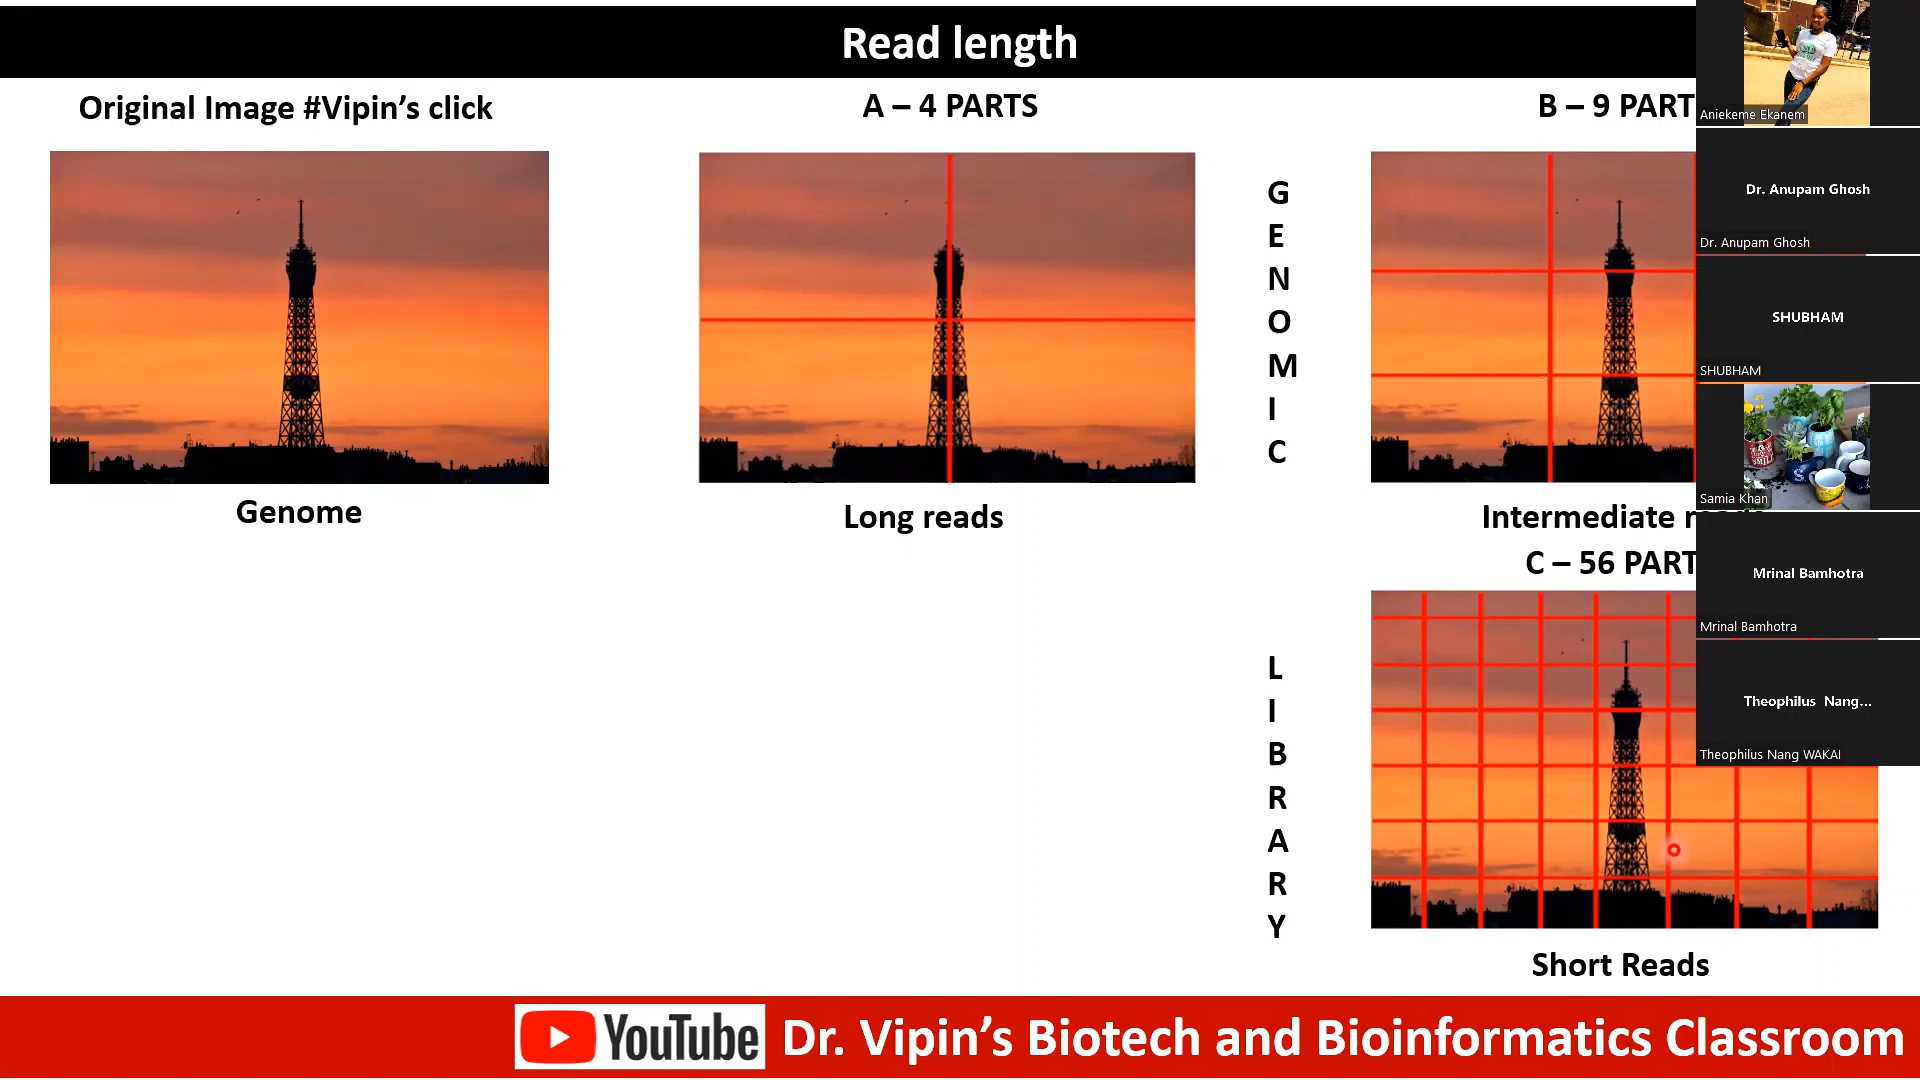 Read length
Original Image #Vipin’s click
A – 4 PARTS
B – 9 PART
Genome
Long reads
Intermediate
C – 56 PART
Short Reads
G
E
N
O
M
I
C
L
I
B
R
A
R
Y
Aniekeme Ekanem
Dr. Anupam Ghosh
Dr. Anupam Ghosh
SHUBHAM
SHUBHAM
Samia Khan
Mrinal Bamhotra
Mrinal Bamhotra
Theophilus Nang...
Theophilus Nang WAKAI
YouTube
Dr. Vipin’s Biotech and Bioinformatics Classroom